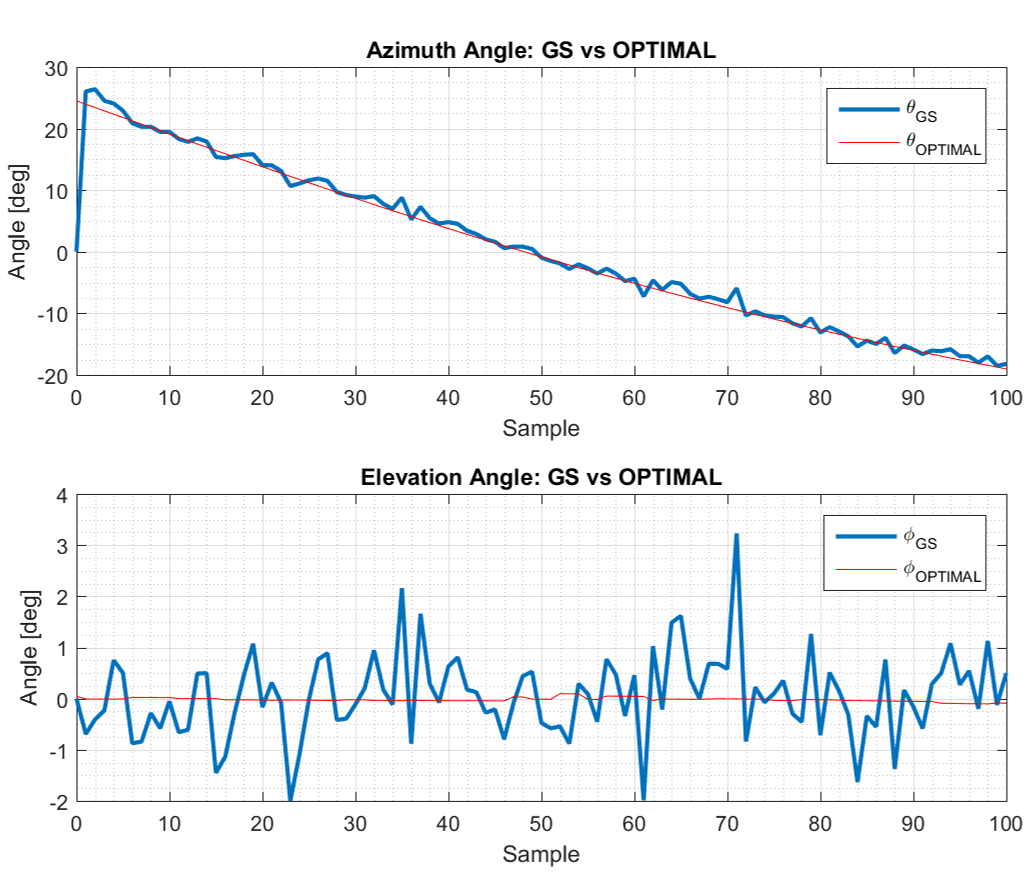 Azimuth Angle: GS vs OPTIMAL
30
20
10
0
-10
-20
Angle [deg]
θGS
θOPTIMAL
0 10 20 30 40 50 60 70 80 90 100
Sample
Elevation Angle: GS vs OPTIMAL
4
3
2
1
0
-1
-2
Angle [deg]
ϕGS
ϕOPTIMAL
0 10 20 30 40 50 60 70 80 90 100
Sample